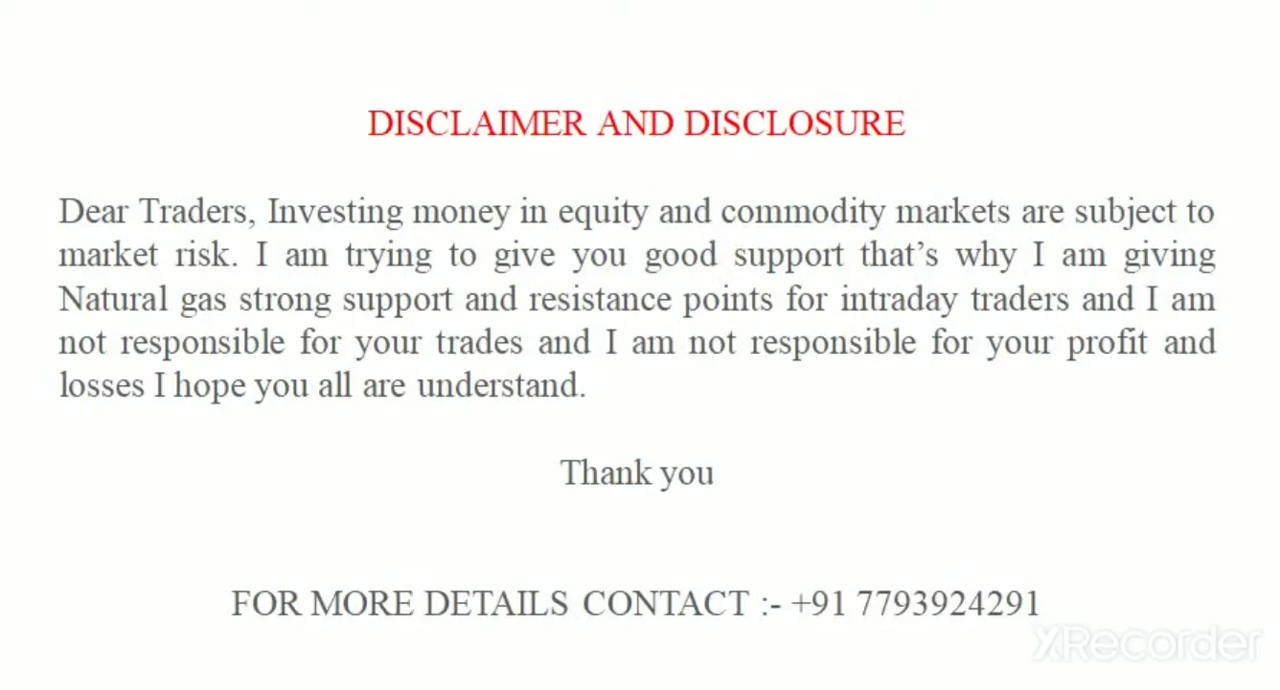 DISCLAIMER AND DISCLOSURE
Dear Traders, Investing money in equity and commodity markets are subject to
market risk. I am trying to give you good support that’s why I am giving
Natural gas strong support and resistance points for intraday traders and I am
not responsible for your trades and I am not responsible for your profit and
losses I hope you all are understand.
Thank you
FOR MORE DETAILS CONTACT :- +91 7793924291
XRecorder